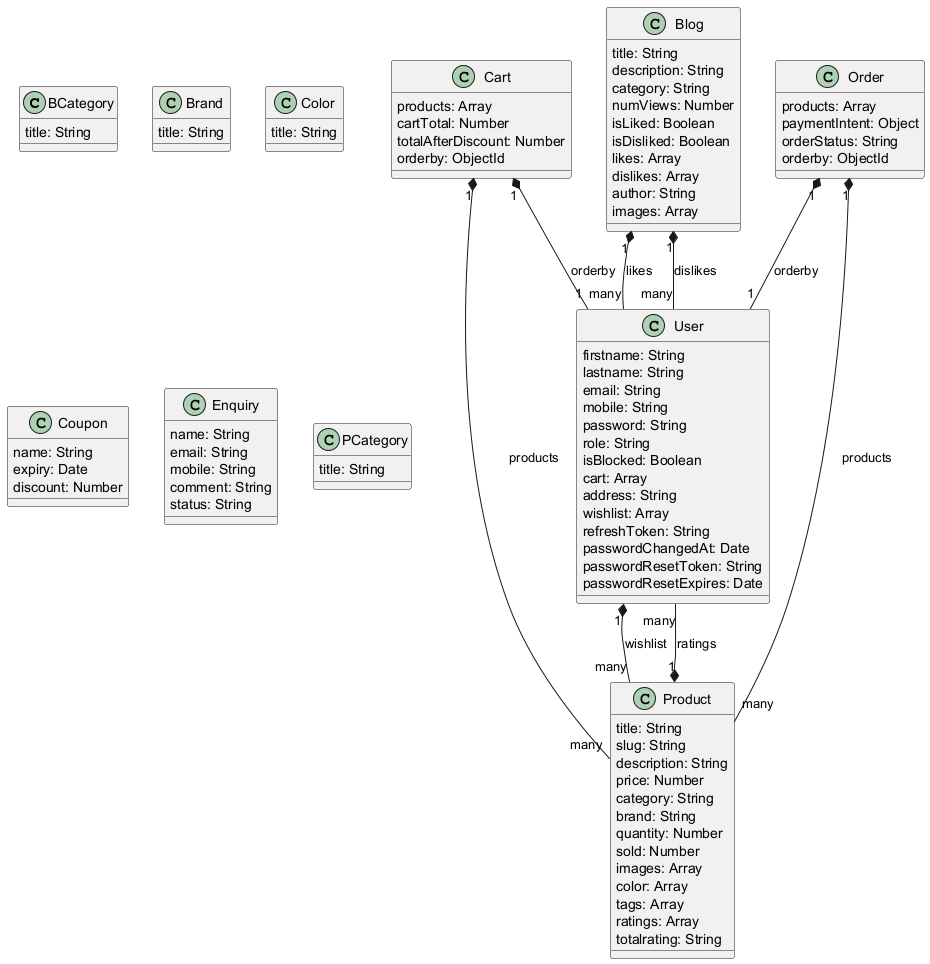 C BCategory
title: String
C Brand
title: String
C Color
title: String
C Cart
products: Array
cartTotal: Number
totalAfterDiscount: Number
orderby: ObjectId
C Blog
title: String
description: String
category: String
numViews: Number
isLiked: Boolean
isDisliked: Boolean
likes: Array
dislikes: Array
author: String
images: Array
C Order
products: Array
paymentIntent: Object
orderStatus: String
orderby: ObjectId
1
1
1
1
1
1
orderby
likes
dislikes
orderby
1
many
many
1
C Coupon
name: String
expiry: Date
discount: Number
C Enquiry
name: String
email: String
mobile: String
comment: String
status: String
C PCategory
title: String
products
C User
firstname: String
lastname: String
email: String
mobile: String
password: String
role: String
isBlocked: Boolean
cart: Array
address: String
wishlist: Array
refreshToken: String
passwordChangedAt: Date
passwordResetToken: String
passwordResetExpires: Date
products
1
many
wishlist
ratings
many
1
C Product
title: String
slug: String
description: String
price: Number
category: String
brand: String
quantity: Number
sold: Number
images: Array
color: Array
tags: Array
ratings: Array
totalrating: String
many
many